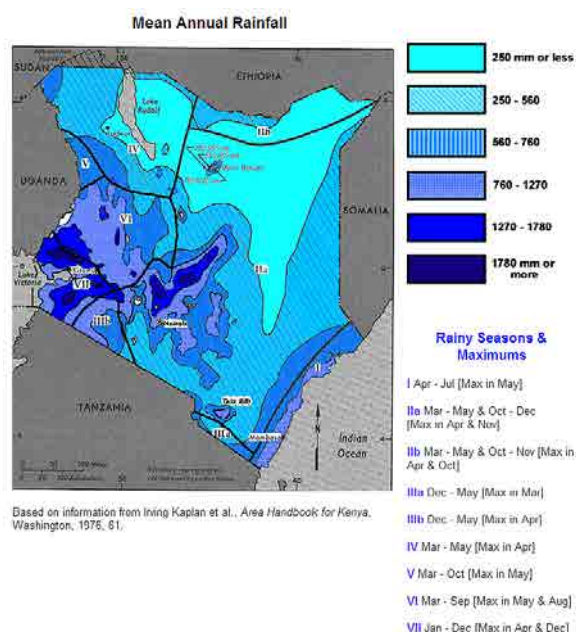 Mean Annual Rainfall
SUDAN
ETHIOPIA
Lake
Rudolf
IIb
IV
V
UGANDA
VI
SOMALIA
IIa
Lake
Victoria
VII
IIIb
Nairobi
I
TANZANIA
Taita Hills
IIIa
Mombasa
N
Indian
Ocean
250 mm or less
250 - 560
560 - 760
760 - 1270
1270 - 1780
1780 mm or
more
Rainy Seasons &
Maximums
I Apr - Jul [Max in May]
IIa Mar - May & Oct - Dec
[Max in Apr & Nov]
IIb Mar - May & Oct - Nov [Max in
Apr & Oct]
IIIa Dec - May [Max in Mar]
IIIb Dec - May [Max in Apr]
IV Mar - May [Max in Apr]
V Mar - Oct [Max in May]
VI Mar - Sep [Max in May & Aug]
VII Jan - Dec [Max in Apr & Dec]
Based on information from Irving Kaplan et al., Area Handbook for Kenya,
Washington, 1976, 61.